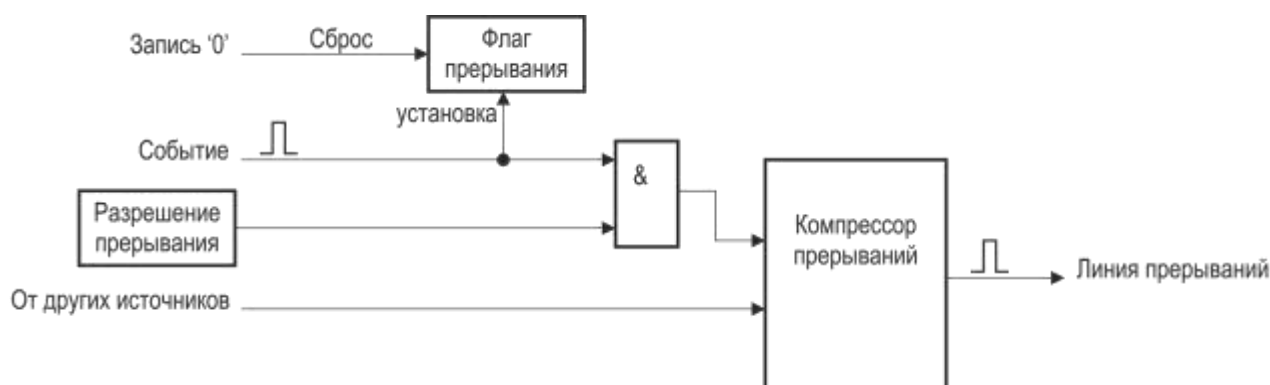 Запись ‘0’
Сброс
Флаг
прерывания
установка
Событие
&
Разрешение
прерывания
Компрессор
прерываний
Линия прерываний
От других источников